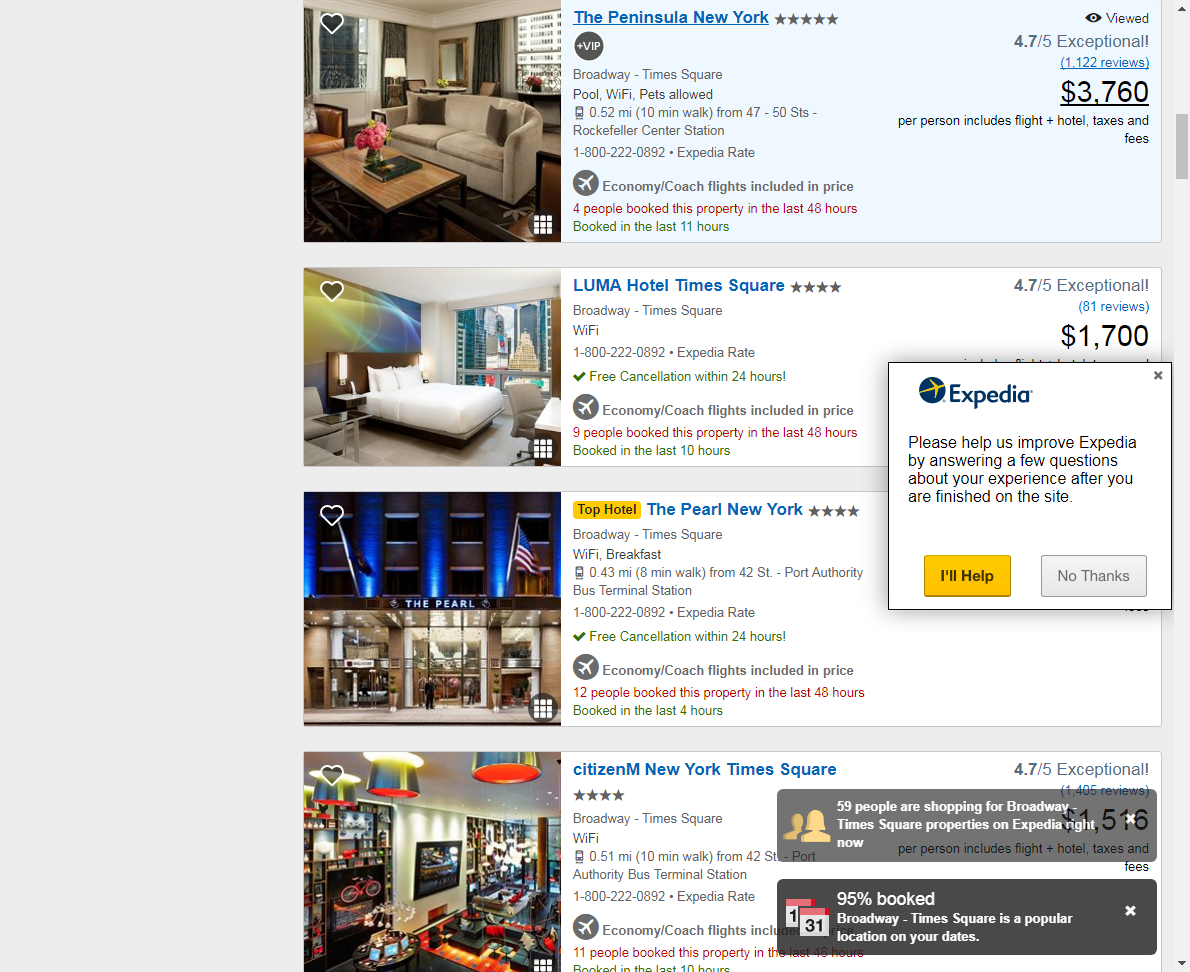 The Peninsula New York
Viewed
+VIP
4.7/5 Exceptional!
(1,122 reviews)
$3,760
per person includes flight + hotel, taxes and
fees
Broadway - Times Square
Pool, WiFi, Pets allowed
0.52 mi (10 min walk) from 47 - 50 Sts -
Rockefeller Center Station
1-800-222-0892 • Expedia Rate
Economy/Coach flights included in price
4 people booked this property in the last 48 hours
Booked in the last 11 hours
LUMA Hotel Times Square
4.7/5 Exceptional!
(81 reviews)
$1,700
Broadway - Times Square
WiFi
1-800-222-0892 • Expedia Rate
Free Cancellation within 24 hours!
Economy/Coach flights included in price
9 people booked this property in the last 48 hours
Booked in the last 10 hours
Expedia
Please help us improve Expedia
by answering a few questions
about your experience after you
are finished on the site.
I'll Help
No Thanks
Top Hotel The Pearl New York
Broadway - Times Square
WiFi, Breakfast
0.43 mi (8 min walk) from 42 St. - Port Authority
Bus Terminal Station
1-800-222-0892 • Expedia Rate
Free Cancellation within 24 hours!
Economy/Coach flights included in price
12 people booked this property in the last 48 hours
Booked in the last 4 hours
THE PEARL
citizenM New York Times Square
4.7/5 Exceptional!
(1,405 reviews)
$1,516
per person includes flight + hotel, taxes and
fees
Broadway - Times Square
WiFi
0.51 mi (10 min walk) from 42 St. - Port
Authority Bus Terminal Station
1-800-222-0892 • Expedia Rate
Economy/Coach flights included
11 people booked this property in the last 48 hours
Booked in the last 10 hours
59 people are shopping for Broadway -
Times Square properties on Expedia right
now
1
31
95% booked
Broadway - Times Square is a popular
location on your dates.